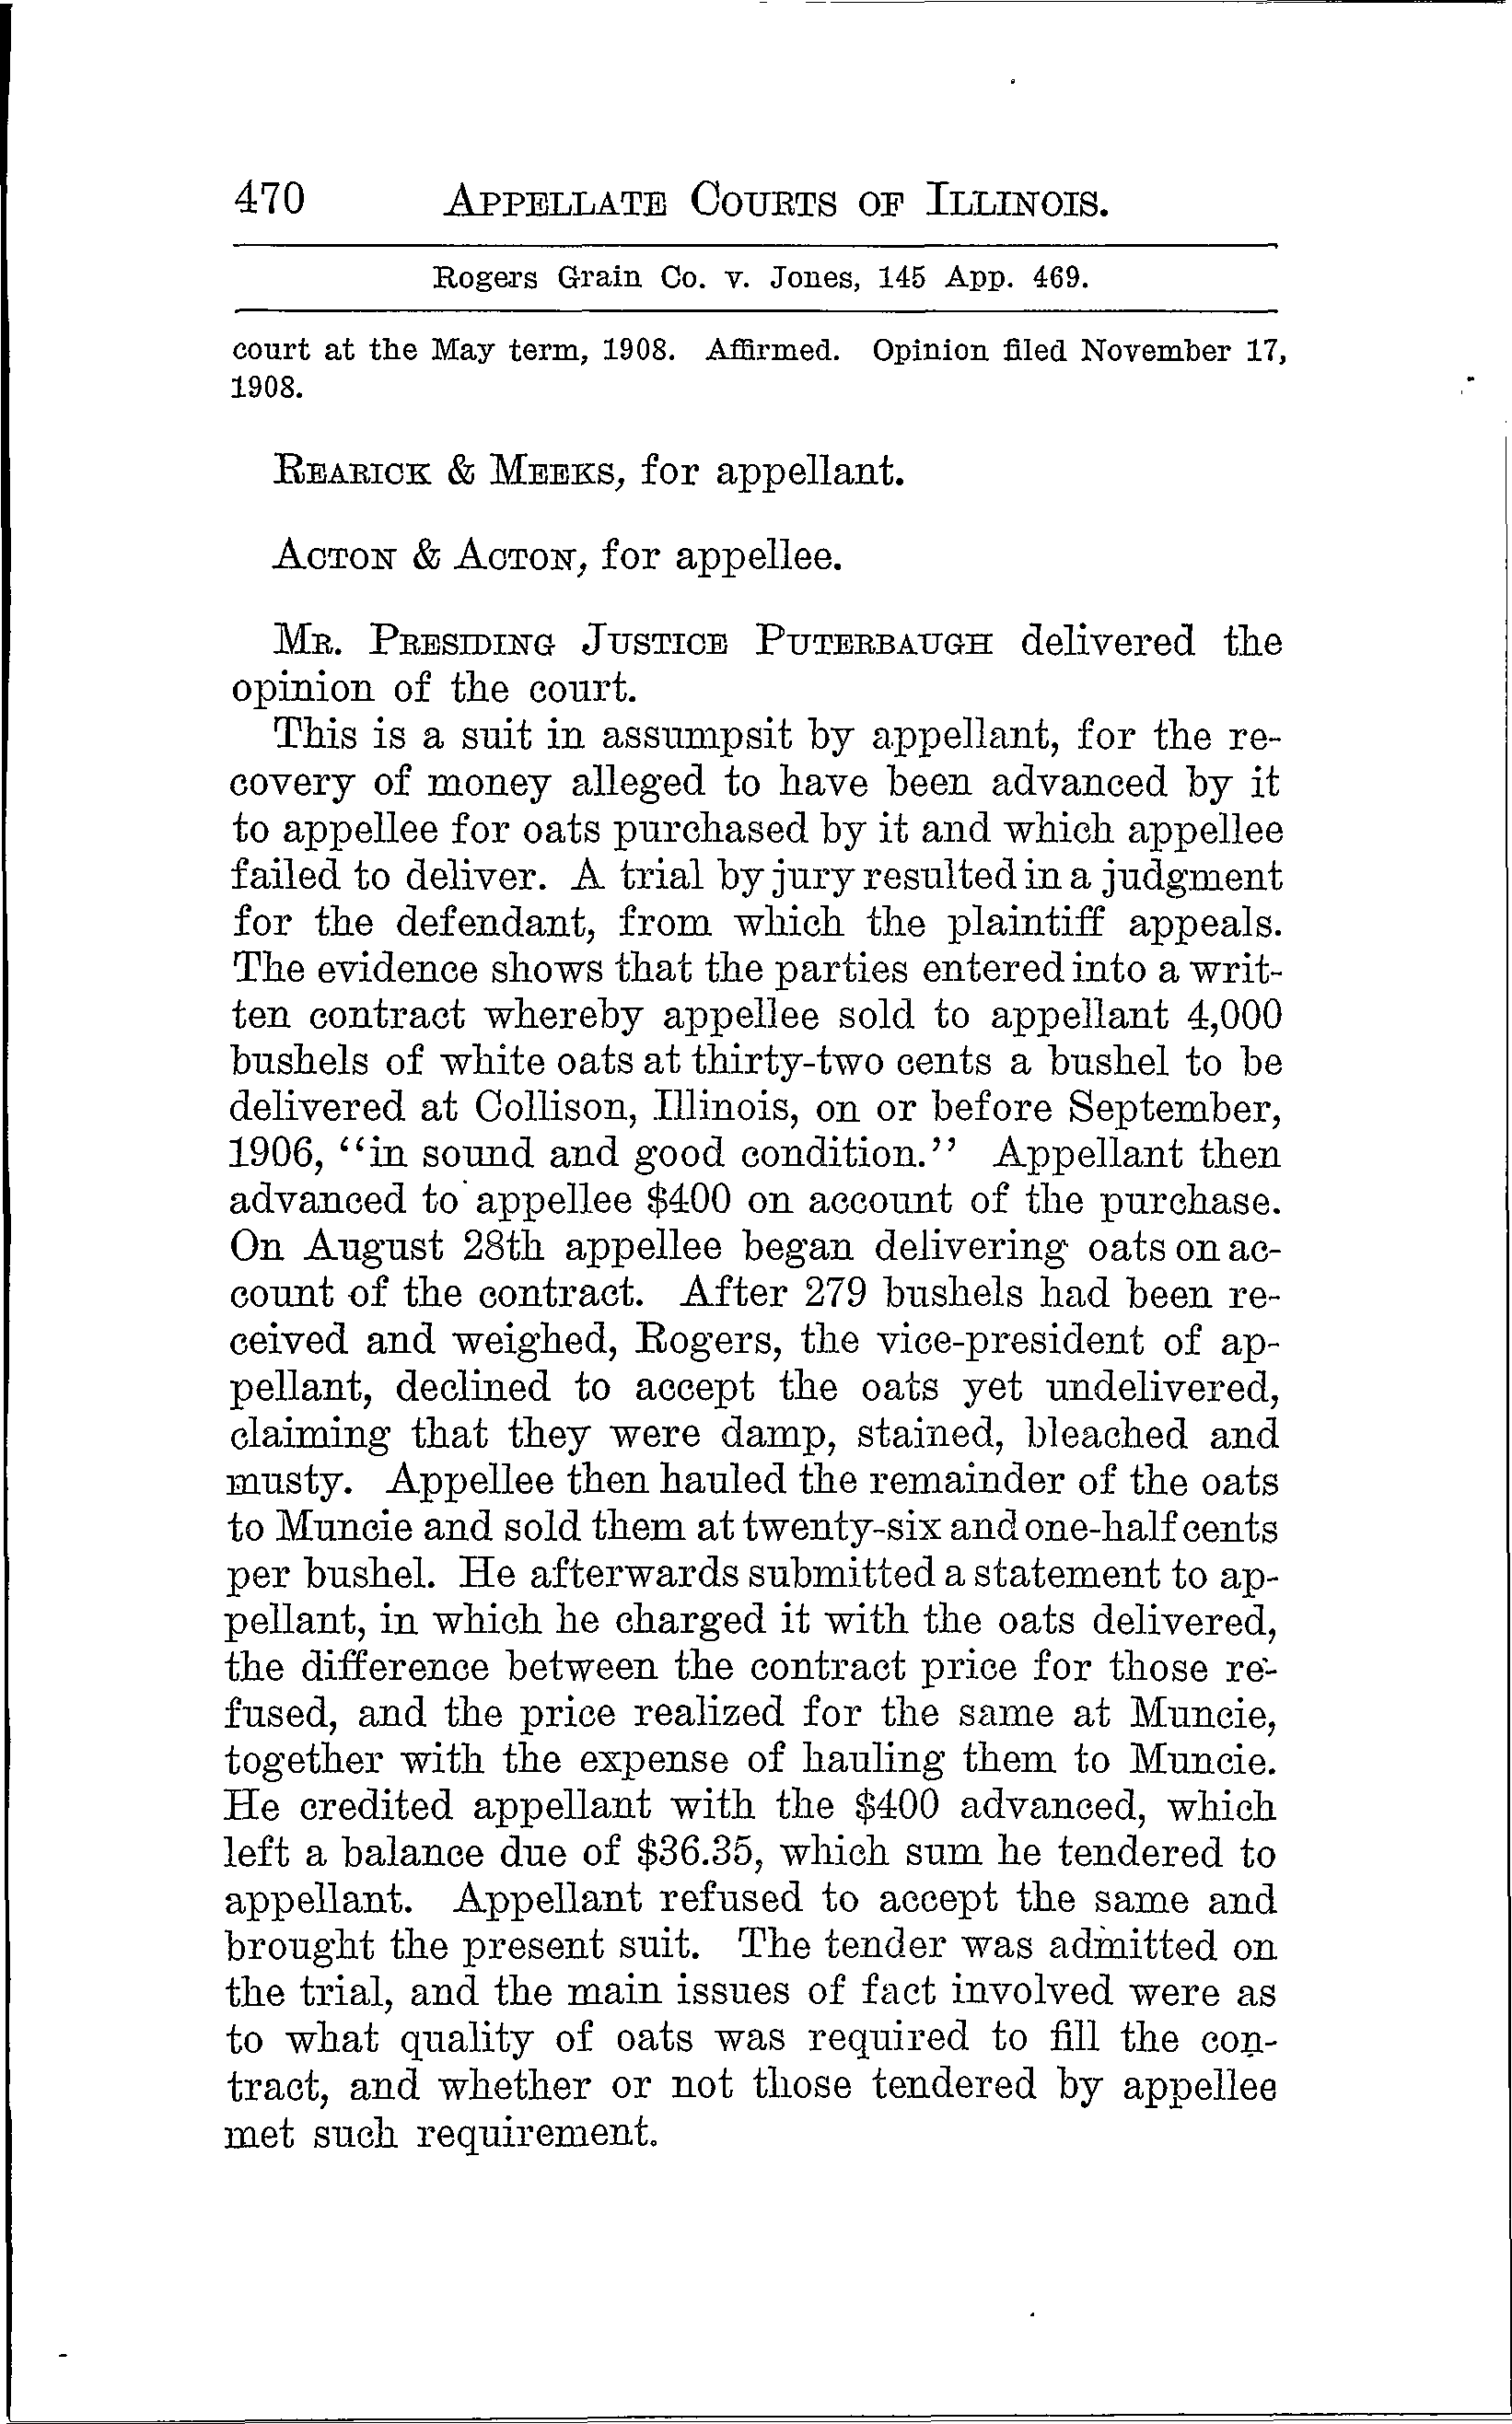 470 APPELLATE COURTS OF ILLINOIS.
Rogers Grain Co. v. Jones, 145 App. 469.
court at the May term, 1908. Affirmed. Opinion filed November 17,
1908.
REARICK & MEEKS, for appellant.
ACTON & ACTON, for appellee.
MR. PRESIDING JUSTICE PUTERBAUGH delivered the
opinion of the court.
This is a suit in assumpsit by appellant, for the re-
covery of money alleged to have been advanced by it
to appellee for oats purchased by it and which appellee
failed to deliver. A trial by jury resulted in a judgment
for the defendant, from which the plaintiff appeals.
The evidence shows that the parties entered into a writ-
ten contract whereby appellee sold to appellant 4,000
bushels of white oats at thirty-two cents a bushel to be
delivered at Collison, Illinois, on or before September,
1906, "in sound and good condition." Appellant then
advanced to appellee $400 on account of the purchase.
On August 28th appellee began delivering oats on ac-
count of the contract. After 279 bushels had been re-
ceived and weighed, Rogers, the vice-president of ap-
pellant, declined to accept the oats yet undelivered,
claiming that they were damp, stained, bleached and
musty. Appellee then hauled the remainder of the oats
to Muncie and sold them at twenty-six and one-half cents
per bushel. He afterwards submitted a statement to ap-
pellant, in which he charged it with the oats delivered,
the difference between the contract price for those re-
fused, and the price realized for the same at Muncie,
together with the expense of hauling them to Muncie.
He credited appellant with the $400 advanced, which
left a balance due of $36.35, which sum he tendered to
appellant. Appellant refused to accept the same and
brought the present suit. The tender was admitted on
the trial, and the main issues of fact involved were as
to what quality of oats was required to fill the con-
tract, and whether or not those tendered by appellee
met such requirement.